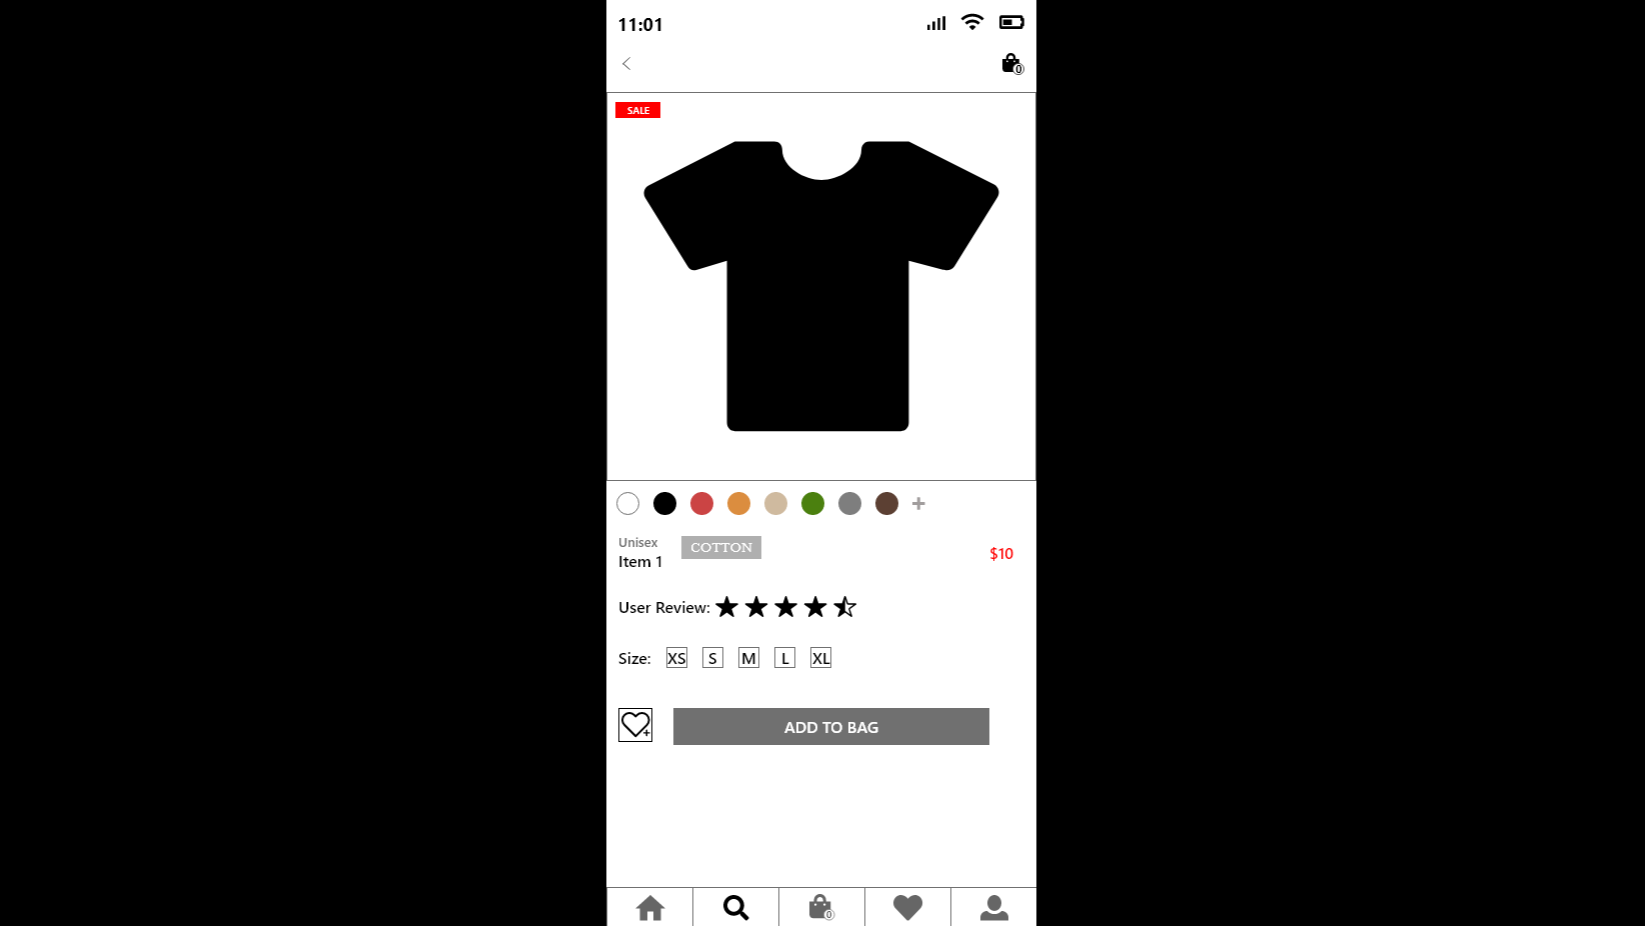 11:01
0
SALE
Unisex
COTTON
Item 1
$10
User Review:
Size: XS S M L XL
ADD TO BAG
0